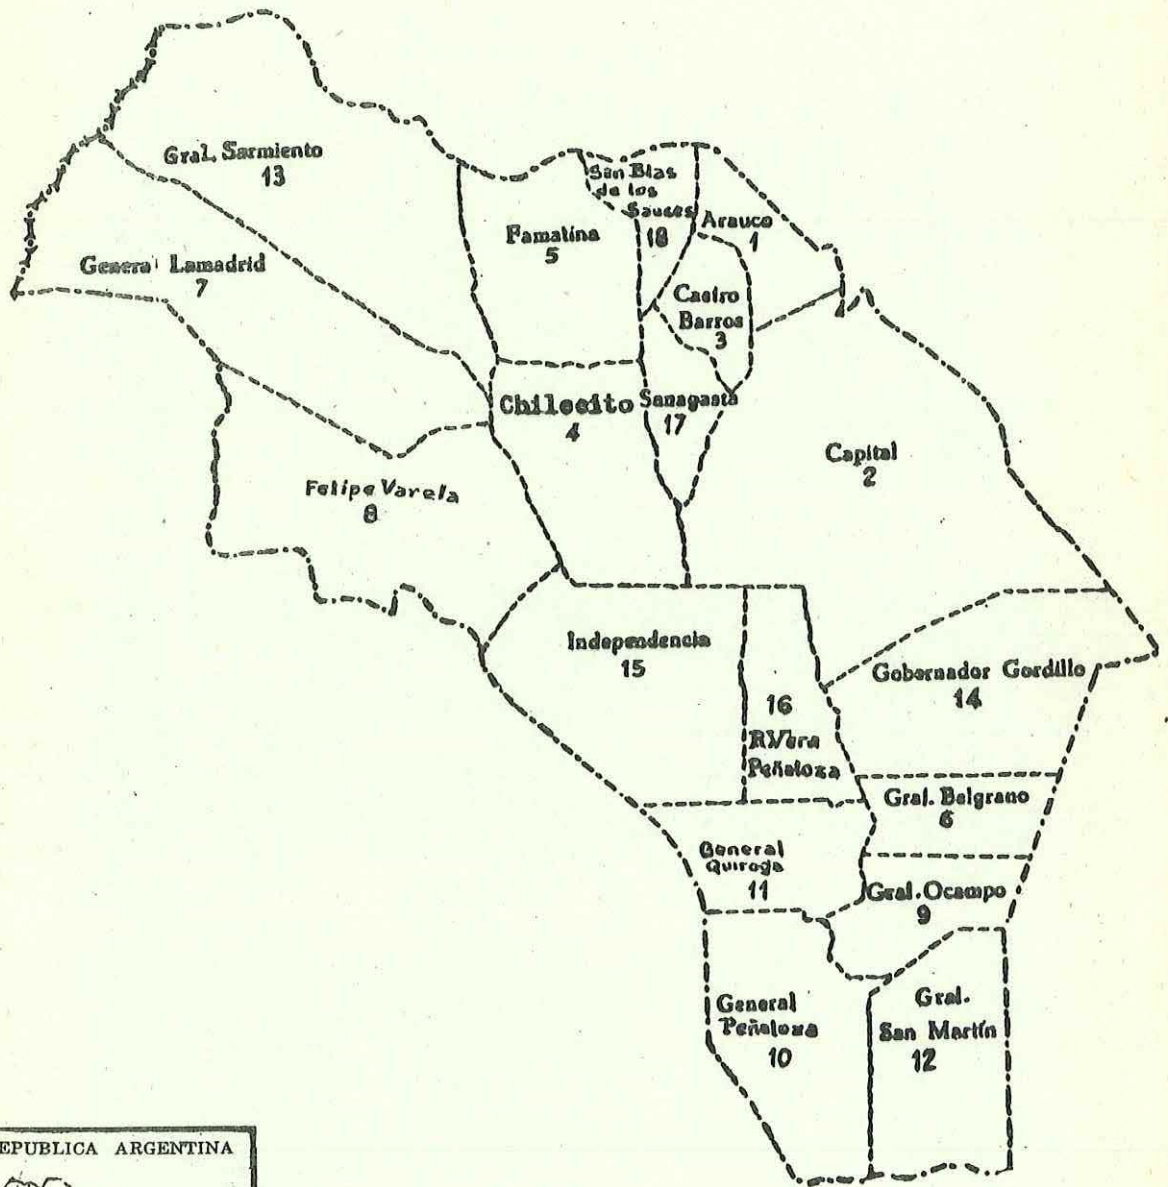 Gral. Sarmiento
13
General Lamadrid
7
Famatina
5
San Blas
de los
Sauces
18
Arauco
1
Castro
Barros
3
Chilecito
4
Sanagasta
17
Capital
2
Felipe Varela
8
Independencia
15
16
R.Vera
Peñaloza
Gobernador Gordillo
14
Gral. Belgrano
6
General
Quiroga
11
Gral. Ocampo
9
General
Peñaloza
10
Gral.
San Martín
12
EPUBLICA ARGENTINA